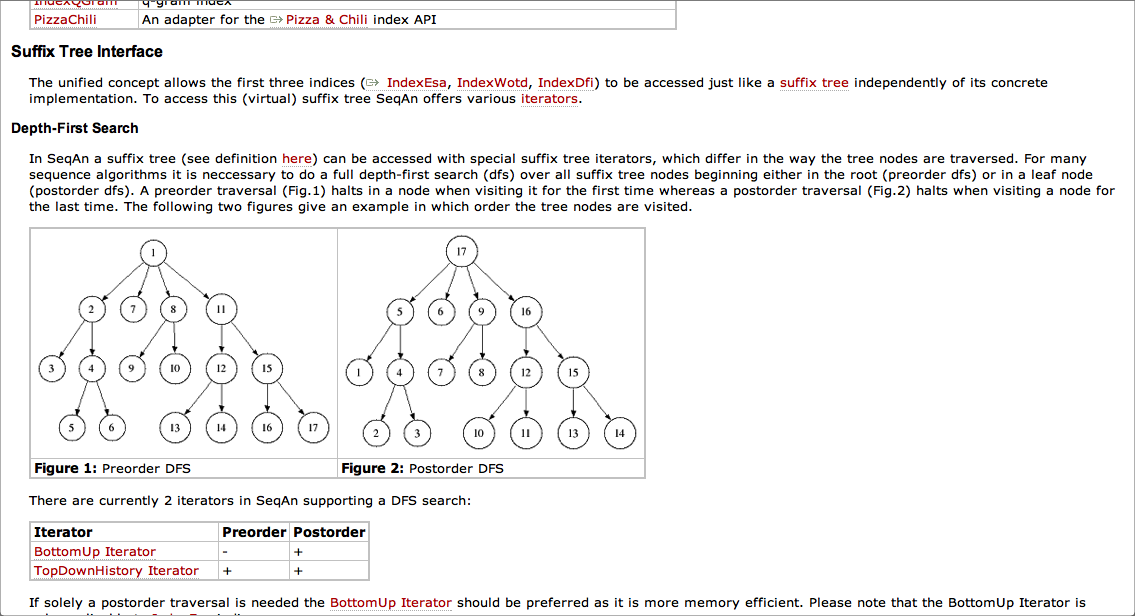 IndexQGram q-gram index
PizzaChili An adapter for the Pizza & Chili index API
Suffix Tree Interface
The unified concept allows the first three indices ( IndexEsa, IndexWotd, IndexDfi) to be accessed just like a suffix tree independently of its concrete
implementation. To access this (virtual) suffix tree SeqAn offers various iterators.
Depth-First Search
In SeqAn a suffix tree (see definition here) can be accessed with special suffix tree iterators, which differ in the way the tree nodes are traversed. For many
sequence algorithms it is neccessary to do a full depth-first search (dfs) over all suffix tree nodes beginning either in the root (preorder dfs) or in a leaf node
(postorder dfs). A preorder traversal (Fig.1) halts in a node when visiting it for the first time whereas a postorder traversal (Fig.2) halts when visiting a node for
the last time. The following two figures give an example in which order the tree nodes are visited.
1
2 7 8 11
3 4 9 10 12 15
5 6 13 14 16 17
Figure 1: Preorder DFS
17
5 6 9 16
1 4 7 8 12 15
2 3 10 11 13 14
Figure 2: Postorder DFS
There are currently 2 iterators in SeqAn supporting a DFS search:
Iterator Preorder Postorder
BottomUp Iterator - +
TopDownHistory Iterator + +
If solely a postorder traversal is needed the BottomUp Iterator should be preferred as it is more memory efficient. Please note that the BottomUp Iterator is